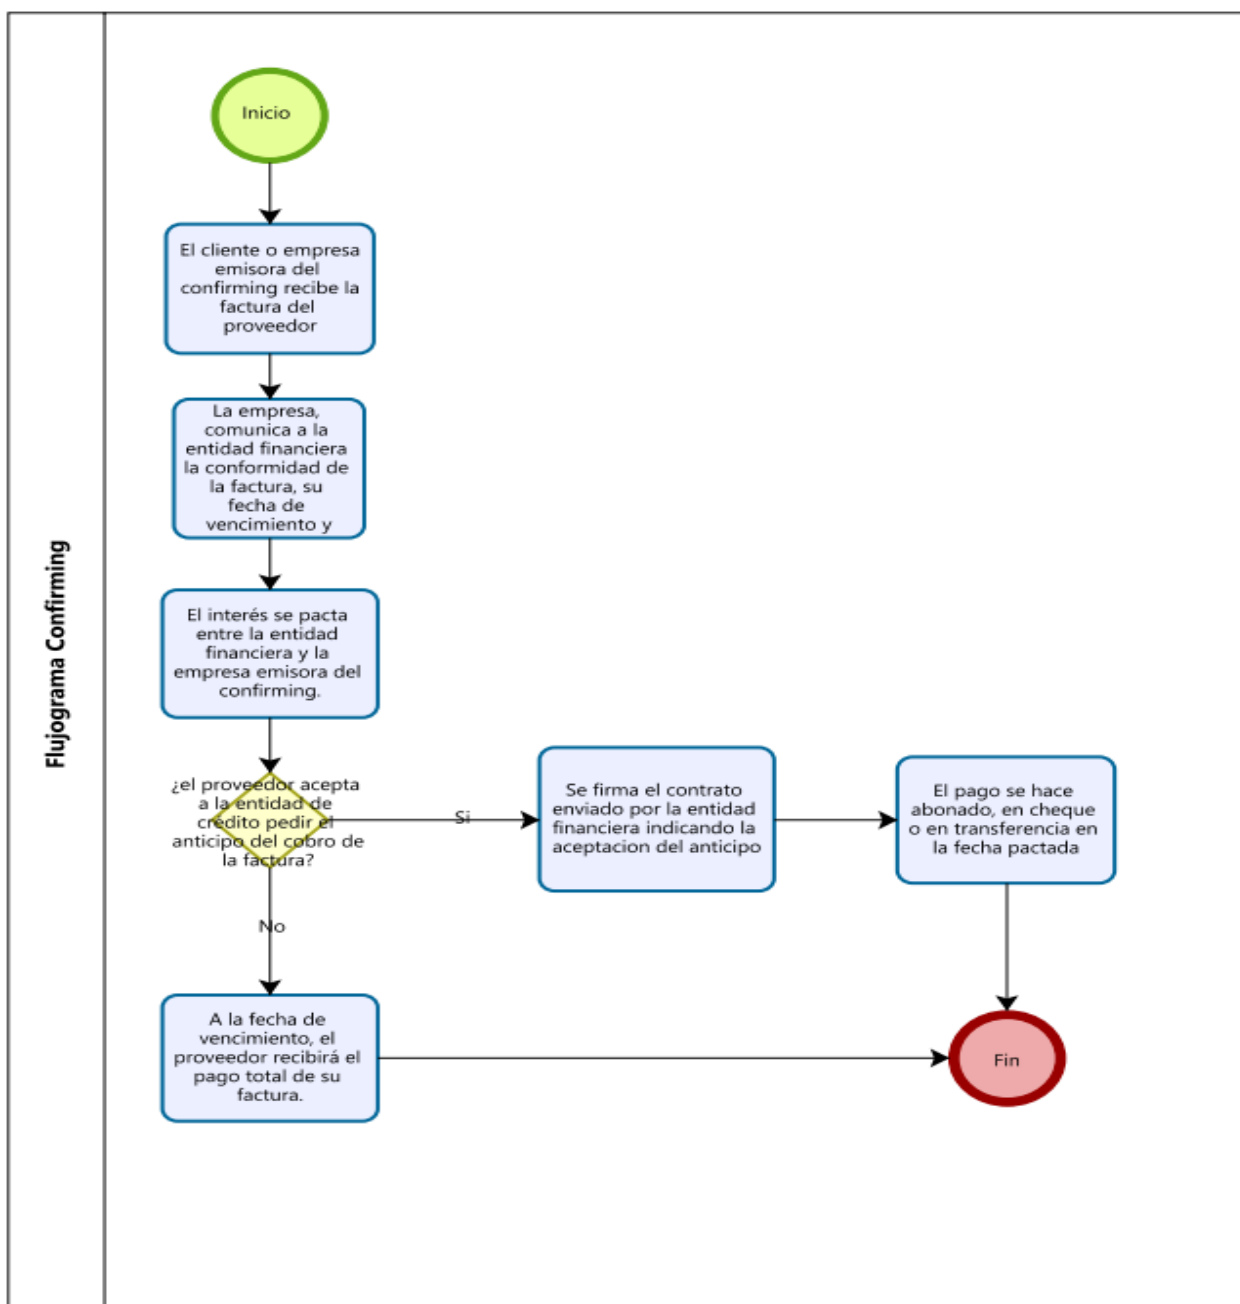 Flujograma Confirming
Inicio
El cliente o empresa
emisora del
confirming recibe la
factura del
proveedor
La empresa,
comunica a la
entidad financiera
la conformidad de
la factura, su
fecha de
vencimiento y
El interés se pacta
entre la entidad
financiera y la
empresa emisora del
confirming.
¿el proveedor acepta
a la entidad de
crédito pedir el
anticipo del cobro de
la factura?
Si
Se firma el contrato
enviado por la entidad
financiera indicando la
aceptacion del anticipo
El pago se hace
abonado, en cheque
o en transferencia en
la fecha pactada
No
A la fecha de
vencimiento, el
proveedor recibirá el
pago total de su
factura.
Fin